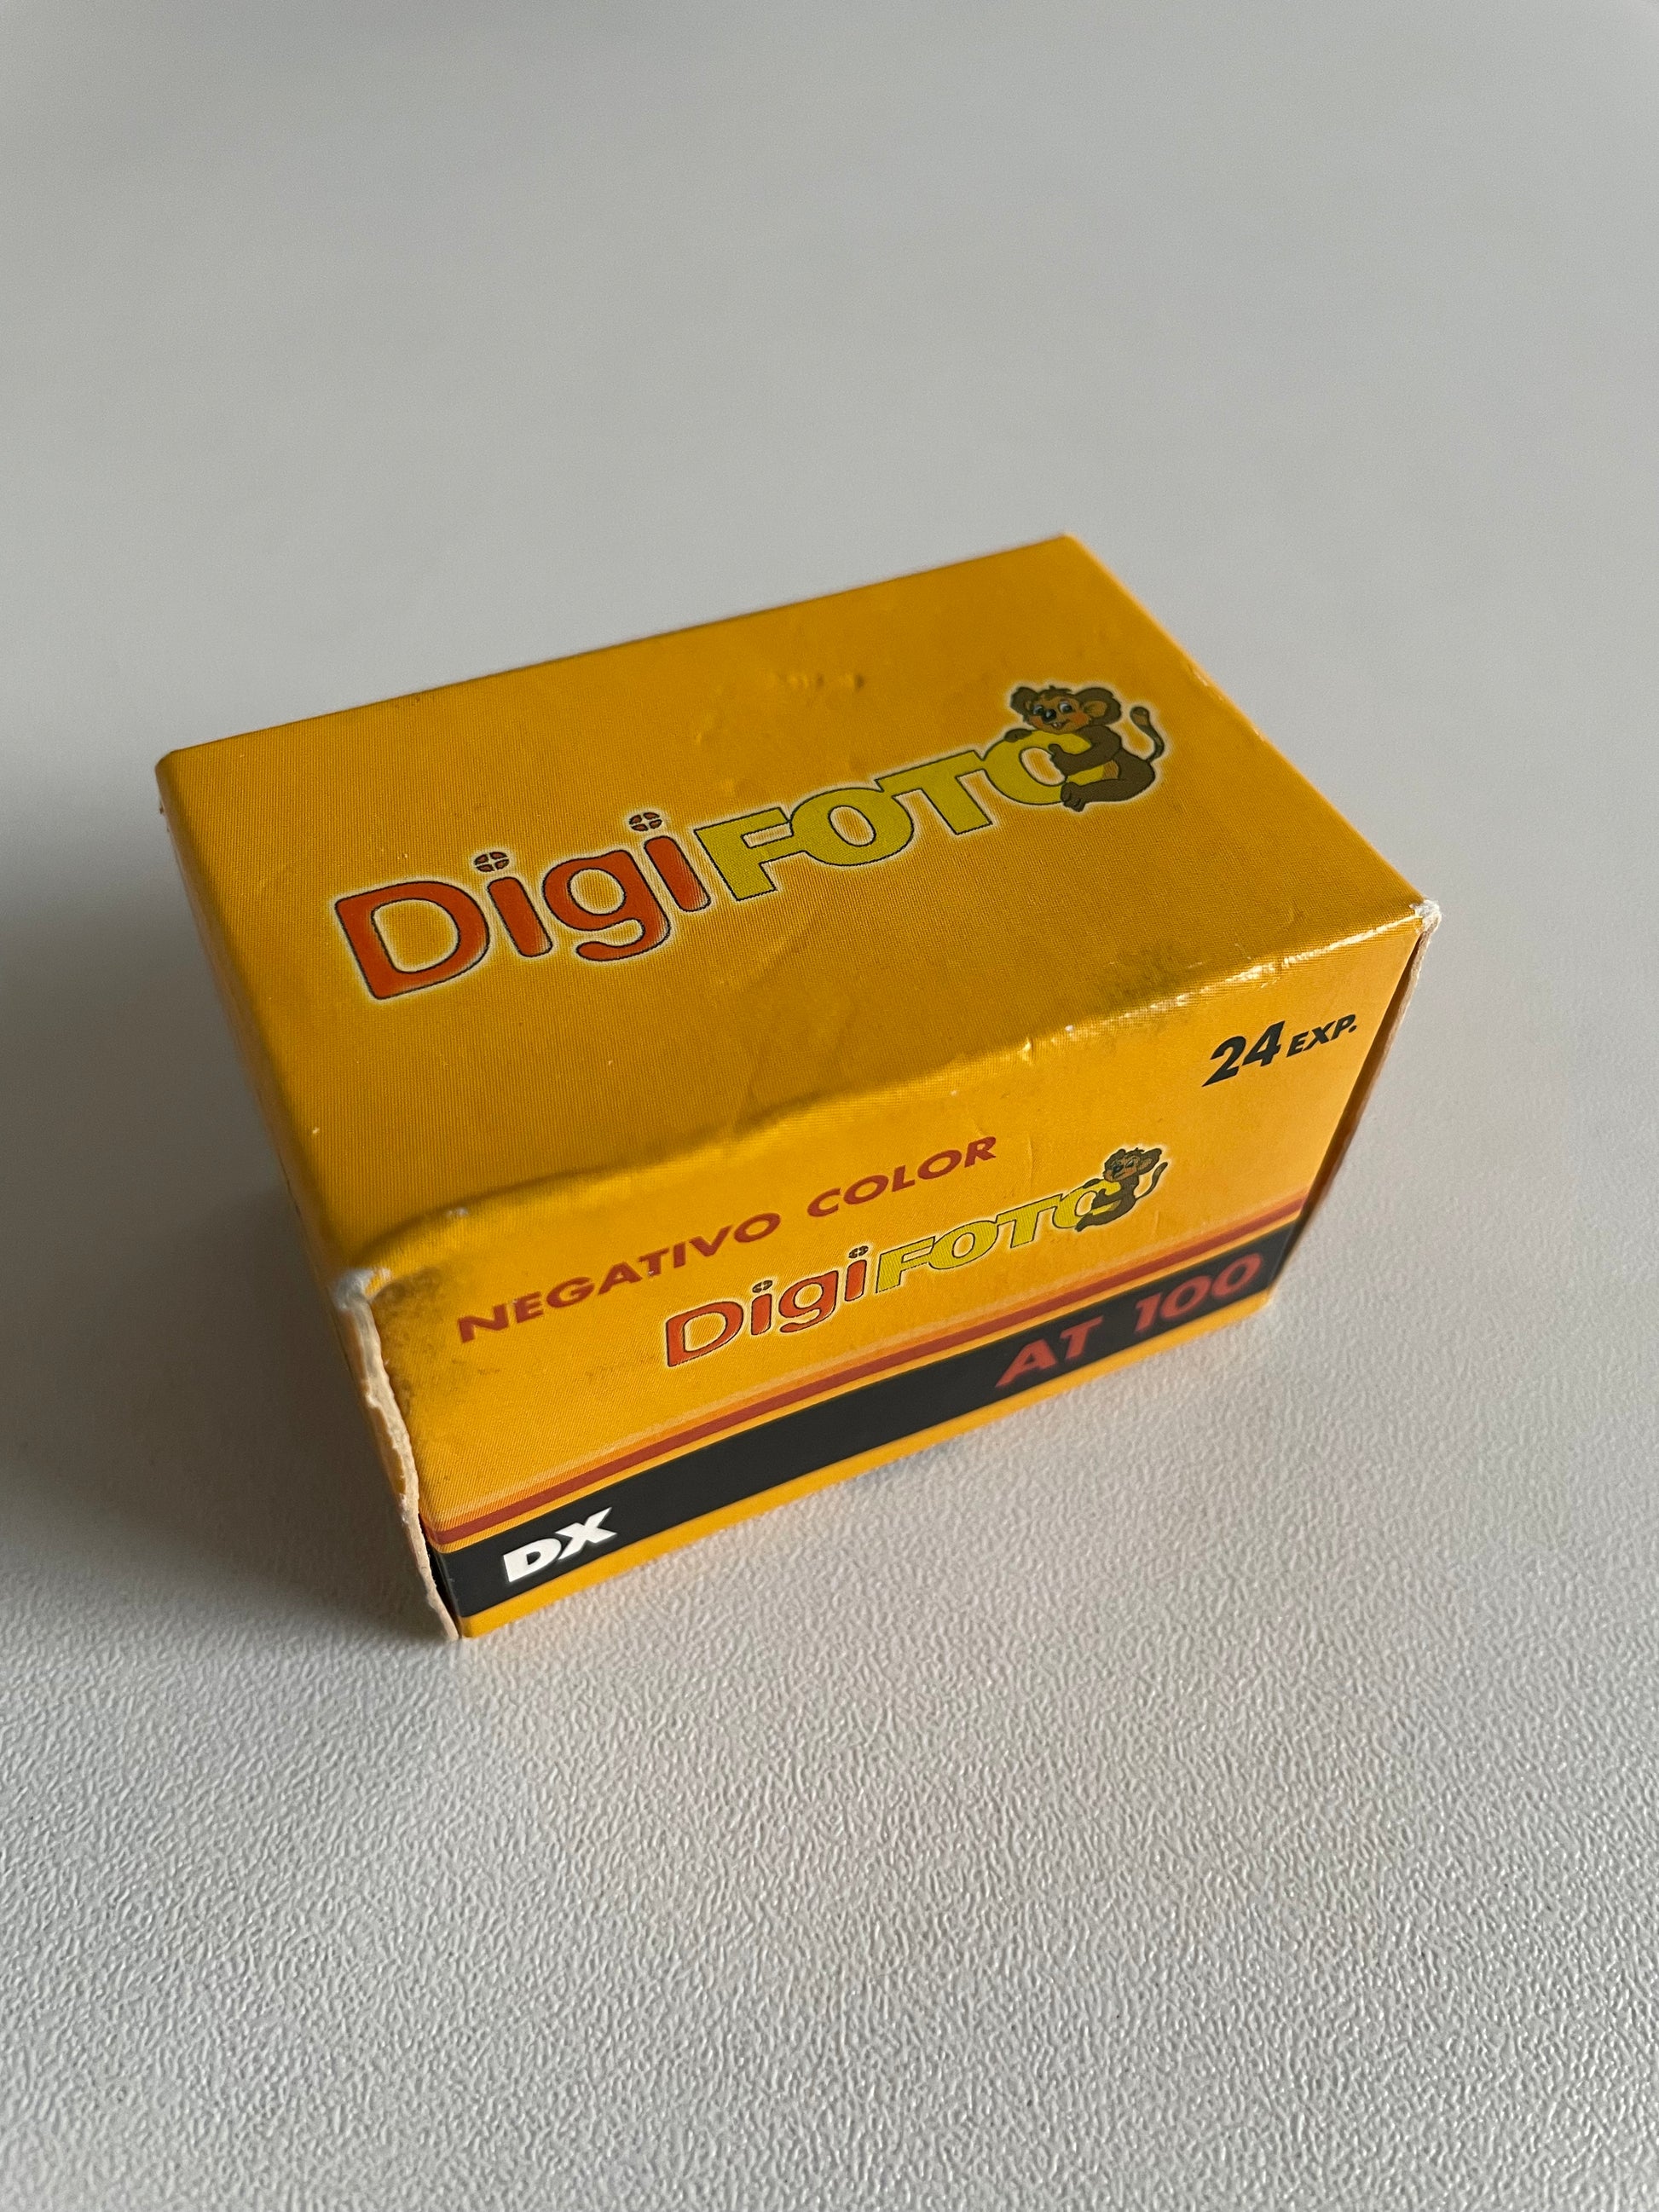 DigiFOTO
24 EXP.
NEGATIVO COLOR
DigiFOTO
AT 100
DX